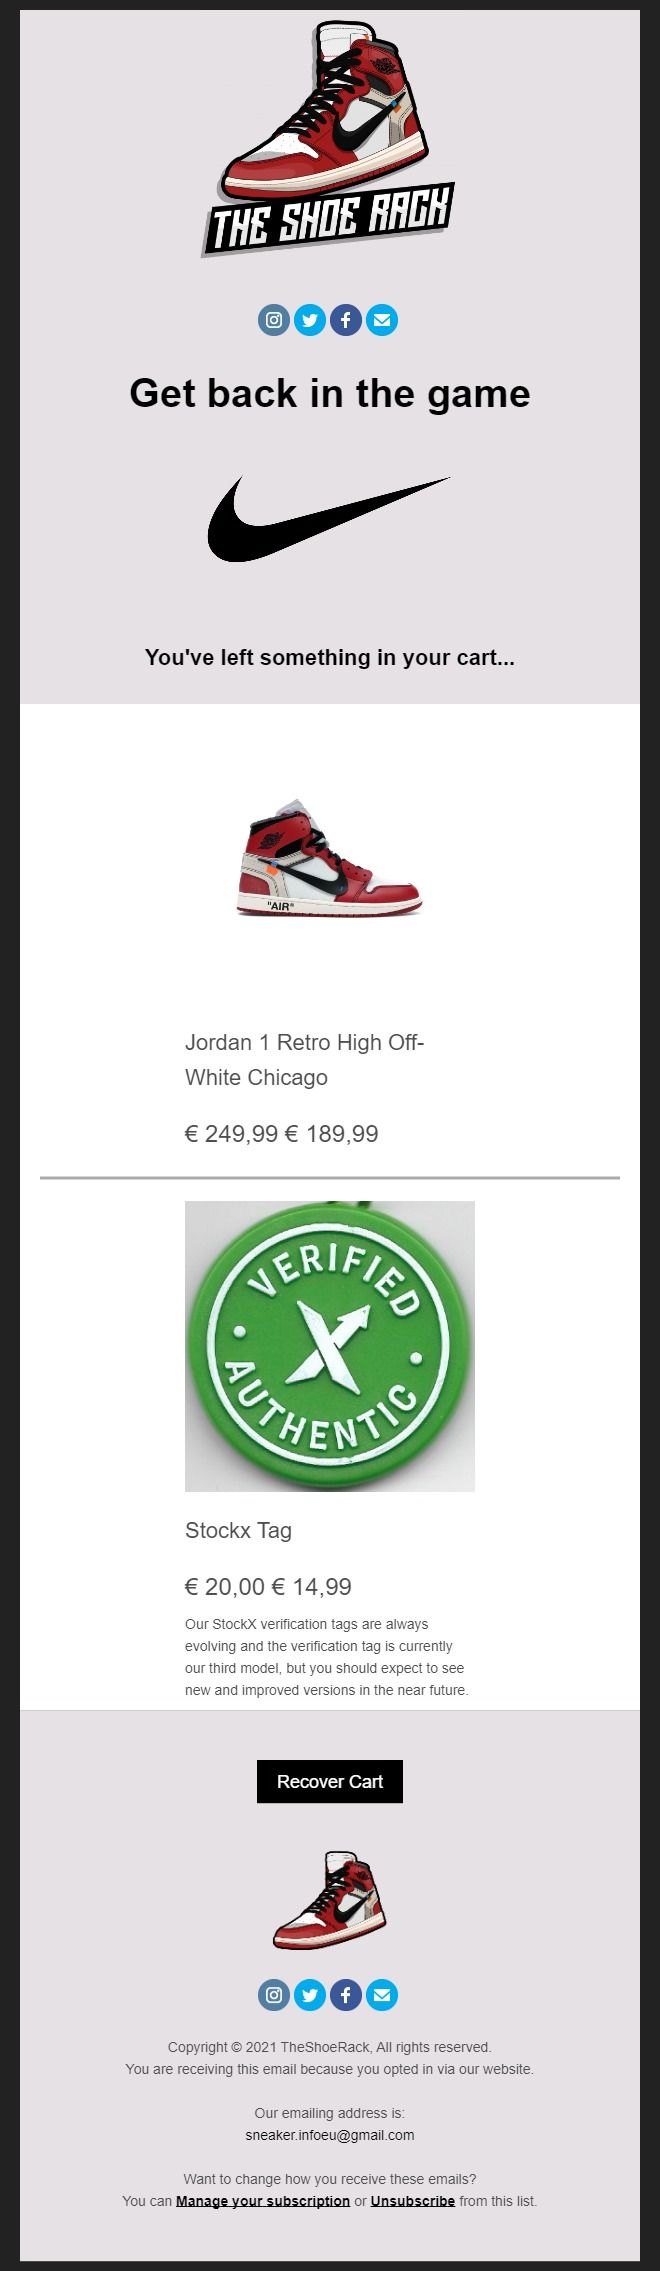 THE SHOE RACK
Get back in the game
You've left something in your cart...
"AIR"
Jordan 1 Retro High Off-
White Chicago
€ 249,99 € 189,99
VERIFIED
AUTHENTIC
Stockx Tag
€ 20,00 € 14,99
Our StockX verification tags are always
evolving and the verification tag is currently
our third model, but you should expect to see
new and improved versions in the near future.
Recover Cart
Copyright © 2021 TheShoeRack, All rights reserved.
You are receiving this email because you opted in via our website.
Our emailing address is:
sneaker.infoeu@gmail.com
Want to change how you receive these emails?
You can Manage your subscription or Unsubscribe from this list.